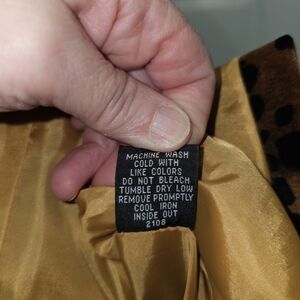 MACHINE WASH
COLD WITH
LIKE COLORS
DO NOT BLEACH
TUMBLE DRY LOW
REMOVE PROMPTLY
COOL IRON
INSIDE OUT
2108